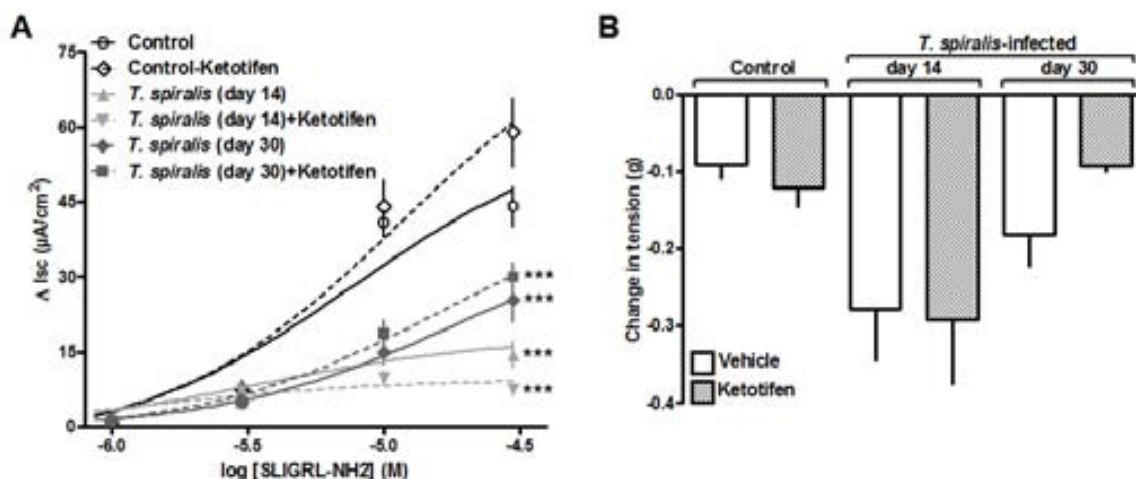 A
75
60
45
30
15
0
Δ Isc (µA/cm²)
Control
Control-Ketotifen
T. spiralis (day 14)
T. spiralis (day 14)+Ketotifen
T. spiralis (day 30)
T. spiralis (day 30)+Ketotifen
***
***
***
***
-6.0 -5.5 -5.0 -4.5
log [SLIGRL-NH2] (M)
B
T. spiralis-infected
Control day 14 day 30
0.0
-0.1
-0.2
-0.3
-0.4
Change in tension (g)
Vehicle
Ketotifen